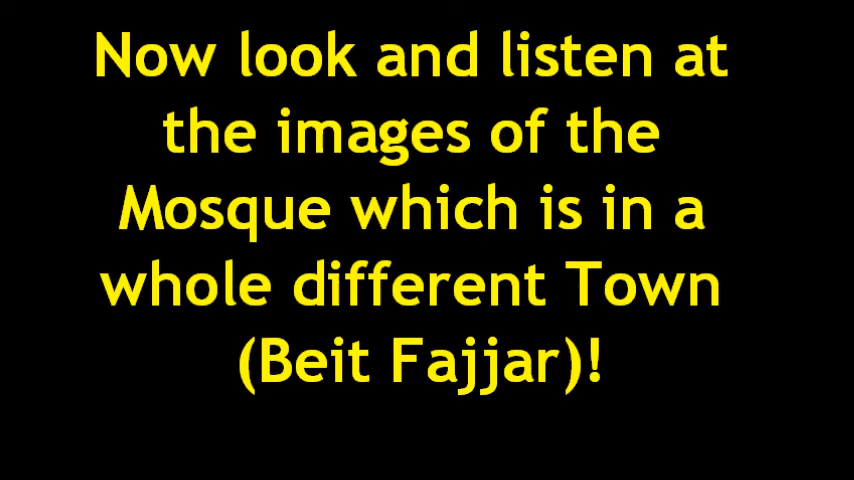 Now look and listen at
the images of the
Mosque which is in a
whole different Town
(Beit Fajjar)!